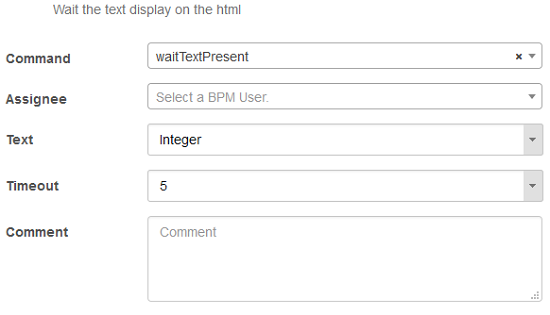 Wait the text display on the html
Command waitTextPresent ×
Assignee Select a BPM User.
Text Integer
Timeout 5
Comment Comment